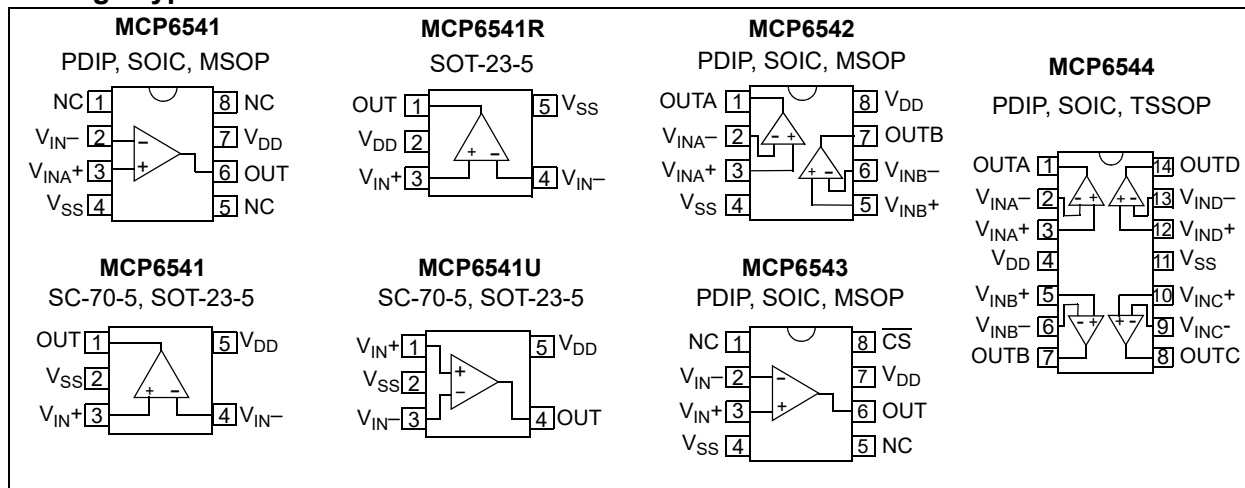 MCP6541
PDIP, SOIC, MSOP
NC 1 8 NC
VIN– 2 7 VDD
VINA+ 3 6 OUT
VSS 4 5 NC
– +
MCP6541R
SOT-23-5
OUT 1 5 VSS
VDD 2
VIN+ 3 4 VIN–
+ –
MCP6542
PDIP, SOIC, MSOP
OUTA 1 8 VDD
VINA– 2 7 OUTB
VINA+ 3 6 VINB–
VSS 4 5 VINB+
- +
+ -
MCP6544
PDIP, SOIC, TSSOP
OUTA 1 14 OUTD
VINA– 2 13 VIND–
VINA+ 3 12 VIND+
VDD 4 11 VSS
VINB+ 5 10 VINC+
VINB– 6 9 VINC-
OUTB 7 8 OUTC
- + + -
- + + -
MCP6541
SC-70-5, SOT-23-5
OUT 1 5 VDD
VSS 2
VIN+ 3 4 VIN–
+ –
MCP6541U
SC-70-5, SOT-23-5
VIN+ 1 5 VDD
VSS 2
VIN– 3 4 OUT
+ –
MCP6543
PDIP, SOIC, MSOP
NC 1 8 CS
VIN– 2 7 VDD
VIN+ 3 6 OUT
VSS 4 5 NC
– +